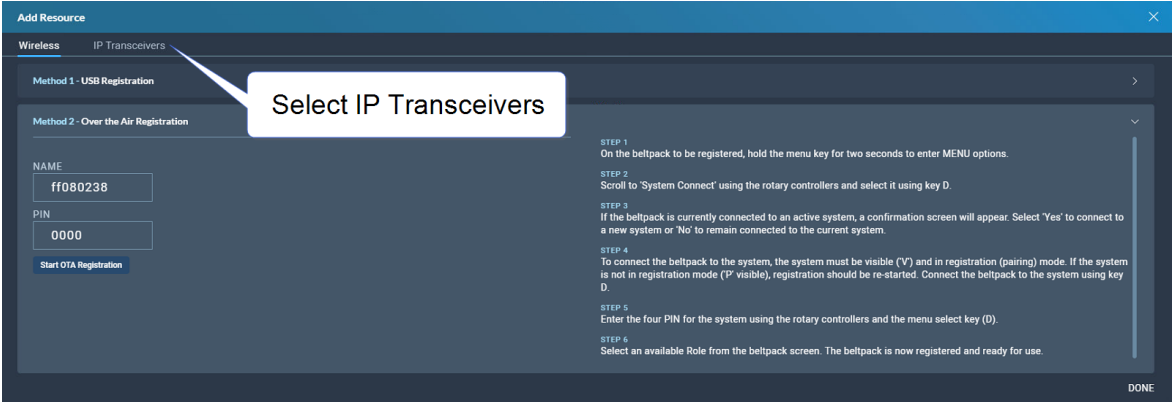 Add Resource
Wireless
IP Transceivers
Method 1 - USB Registration
Select IP Transceivers
Method 2 - Over the Air Registration
NAME
ff080238
PIN
0000
Start OTA Registration
STEP 1
On the beltpack to be registered, hold the menu key for two seconds to enter MENU options.
STEP 2
Scroll to 'System Connect' using the rotary controllers and select it using key D.
STEP 3
If the beltpack is currently connected to an active system, a confirmation screen will appear. Select 'Yes' to connect to
a new system or 'No' to remain connected to the current system.
STEP 4
To connect the beltpack to the system, the system must be visible ('V') and in registration (pairing) mode. If the system
is not in registration mode ('P' visible), registration should be re-started. Connect the beltpack to the system using key
D.
STEP 5
Enter the four PIN for the system using the rotary controllers and the menu select key (D).
STEP 6
Select an available Role from the beltpack screen. The beltpack is now registered and ready for use.
DONE